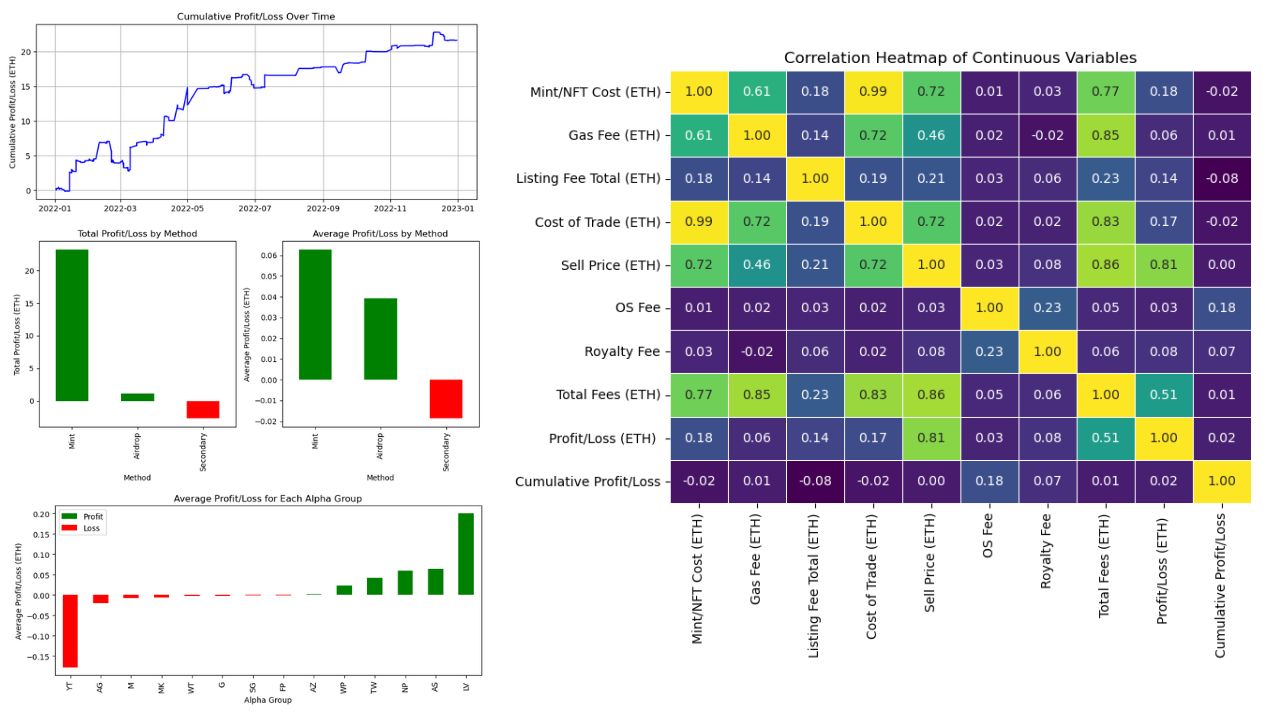 Cumulative Profit/Loss Over Time
Cumulative Profit/Loss (ETH)
20
15
10
5
0
2022-01 2022-03 2022-05 2022-07 2022-09 2022-11 2023-01
Total Profit/Loss by Method
Total Profit/Loss (ETH)
20
15
10
5
0
Mint Airdrop Secondary
Method
Average Profit/Loss by Method
Average Profit/Loss (ETH)
0.06
0.05
0.04
0.03
0.02
0.01
0.00
−0.01
−0.02
Mint Airdrop Secondary
Method
Average Profit/Loss for Each Alpha Group
Profit
Loss
Average Profit/Loss (ETH)
0.20
0.15
0.10
0.05
0.00
−0.05
−0.10
−0.15
YT AG M MK WT G SG FP AZ WP TW NP AS LV
Alpha Group
Correlation Heatmap of Continuous Variables
Mint/NFT Cost (ETH) 1.00 0.61 0.18 0.99 0.72 0.01 0.03 0.77 0.18 -0.02
Gas Fee (ETH) 0.61 1.00 0.14 0.72 0.46 0.02 -0.02 0.85 0.06 0.01
Listing Fee Total (ETH) 0.18 0.14 1.00 0.19 0.21 0.03 0.06 0.23 0.14 -0.08
Cost of Trade (ETH) 0.99 0.72 0.19 1.00 0.72 0.02 0.02 0.83 0.17 -0.02
Sell Price (ETH) 0.72 0.46 0.21 0.72 1.00 0.03 0.08 0.86 0.81 0.00
OS Fee 0.01 0.02 0.03 0.02 0.03 1.00 0.23 0.05 0.03 0.18
Royalty Fee 0.03 -0.02 0.06 0.02 0.08 0.23 1.00 0.06 0.08 0.07
Total Fees (ETH) 0.77 0.85 0.23 0.83 0.86 0.05 0.06 1.00 0.51 0.01
Profit/Loss (ETH) 0.18 0.06 0.14 0.17 0.81 0.03 0.08 0.51 1.00 0.02
Cumulative Profit/Loss -0.02 0.01 -0.08 -0.02 0.00 0.18 0.07 0.01 0.02 1.00
Mint/NFT Cost (ETH)
Gas Fee (ETH)
Listing Fee Total (ETH)
Cost of Trade (ETH)
Sell Price (ETH)
OS Fee
Royalty Fee
Total Fees (ETH)
Profit/Loss (ETH)
Cumulative Profit/Loss